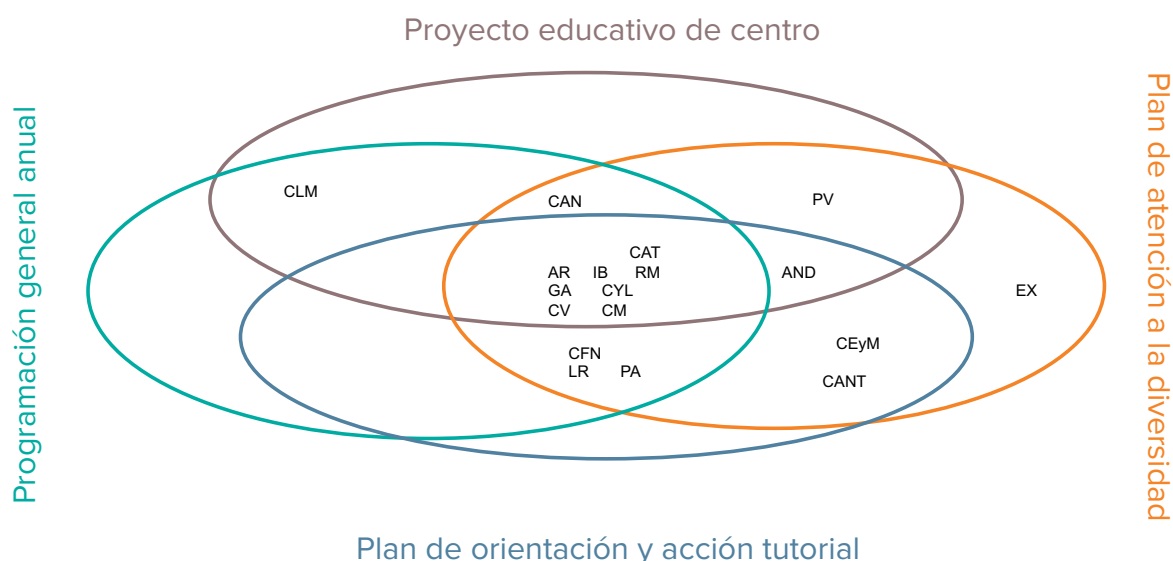 Proyecto educativo de centro
Programación general anual
Plan de atención a la diversidad
CLM
CAN
PV
CAT
AR IB RM
AND
GA CYL
EX
CV CM
CEyM
CFN
LR PA
CANT
Plan de orientación y acción tutorial